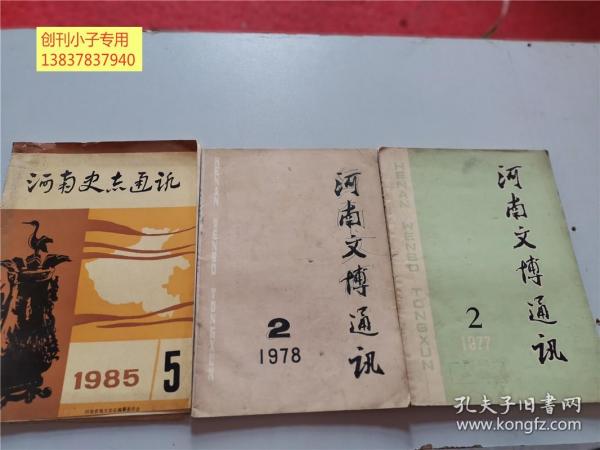 创刊小子专用
13837837940
河南史志通讯
1985
5
HENAN WENBO TONGXUN
河南文博通讯
2
1978
HENAN WENBO TONGXUN
河南文博通讯
2
1977
孔夫子旧书网
www.kongfz.com